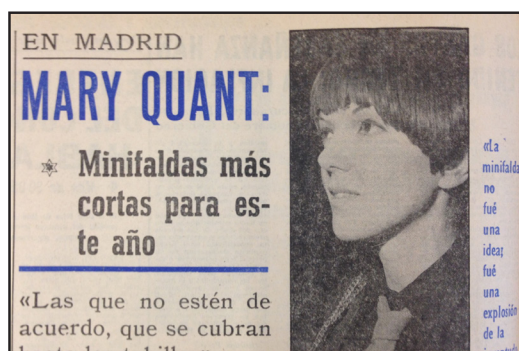 EN MADRID
MARY QUANT:
Minifaldas más
cortas para es-
te año
«Las que no estén de
acuerdo, que se cubran
«La
minifalda
no
fué
una
idea;
fué
una
explosión
de la